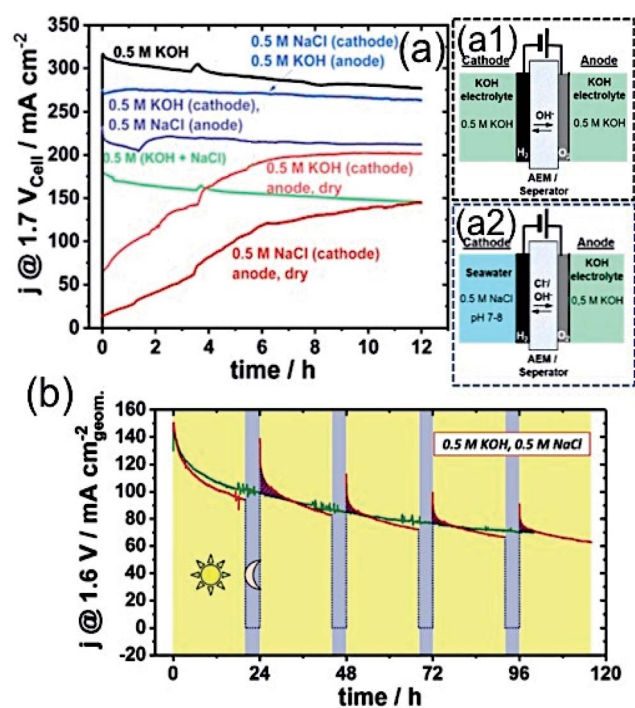 (a)
j @ 1.7 V_Cell / mA cm⁻²
350
300
250
200
150
100
50
0
0.5 M KOH
0.5 M NaCl (cathode)
0.5 M KOH (anode)
0.5 M KOH (cathode),
0.5 M NaCl (anode)
0.5 M (KOH + NaCl)
0.5 M KOH (cathode)
anode, dry
0.5 M NaCl (cathode)
anode, dry
0 2 4 6 8 10 12
time / h
(a1)
Cathode
Anode
KOH
electrolyte
0.5 M KOH
H₂
OH⁻
O₂
KOH
electrolyte
0.5 M KOH
AEM /
Seperator
(a2)
Cathode
Anode
Seawater
0.5 M NaCl
pH 7-8
H₂
Cl⁻/
OH⁻
O₂
KOH
electrolyte
0,5 M KOH
AEM /
Seperator
(b)
j @ 1.6 V / mA cm⁻²geom.
160
140
120
100
80
60
40
20
0
-20
0.5 M KOH, 0.5 M NaCl
0 24 48 72 96 120
time / h